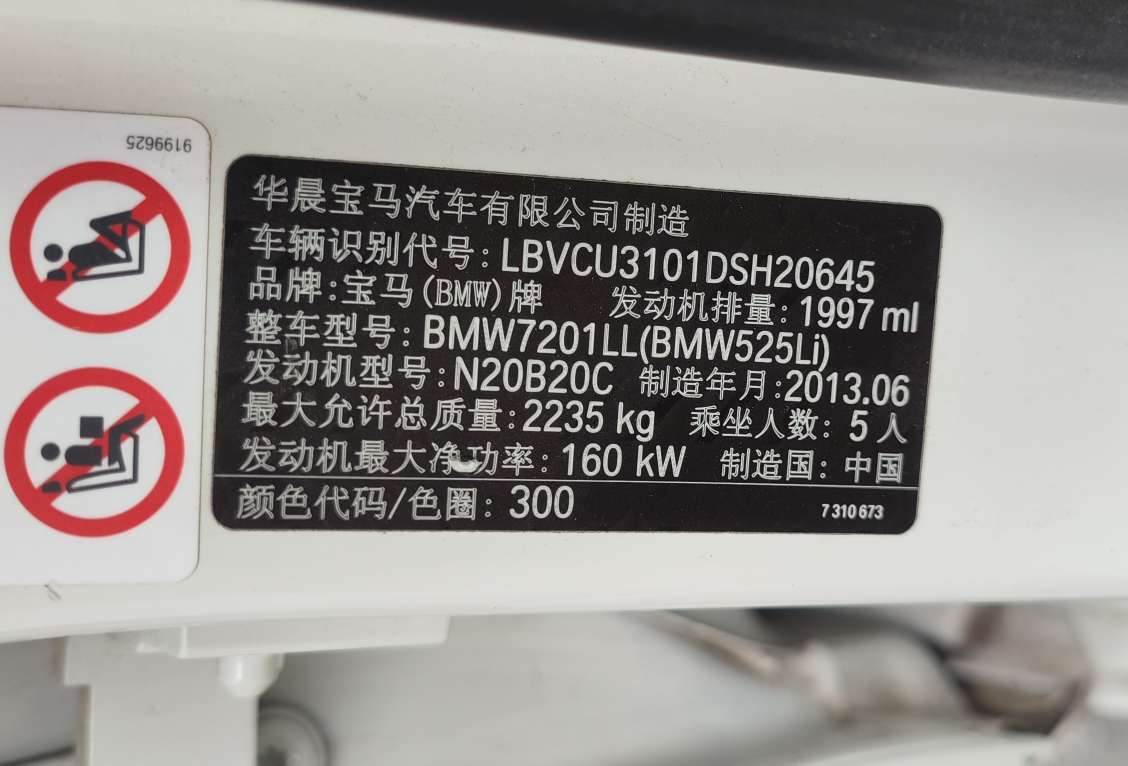 9199625
华晨宝马汽车有限公司制造
车辆识别代号: LBVCU3101DSH20645
品牌:宝马(BMW)牌 发动机排量: 1997 ml
整车型号: BMW7201LL(BMW525Li)
发动机型号: N20B20C 制造年月:2013.06
最大允许总质量: 2235 kg 乘坐人数: 5人
发动机最大净功率: 160 kW 制造国: 中国
颜色代码/色圈: 300 7 310 673